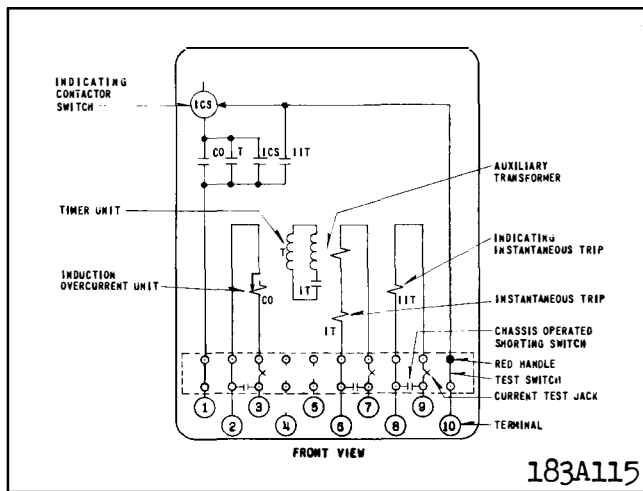 INDICATING
CONTACTOR
SWITCH
ICS
CO
T
ICS
IIT
AUXILIARY
TRANSFORMER
TIMER UNIT
T
IT
INDICATING
INSTANTANEOUS TRIP
INDUCTION
OVERCURRENT UNIT
CO
IIT
INSTANTANEOUS TRIP
IT
CHASSIS OPERATED
SHORTING SWITCH
RED HANDLE
TEST SWITCH
CURRENT TEST JACK
1
3
5
7
9
2
4
6
8
10
TERMINAL
FRONT VIEW
183A115